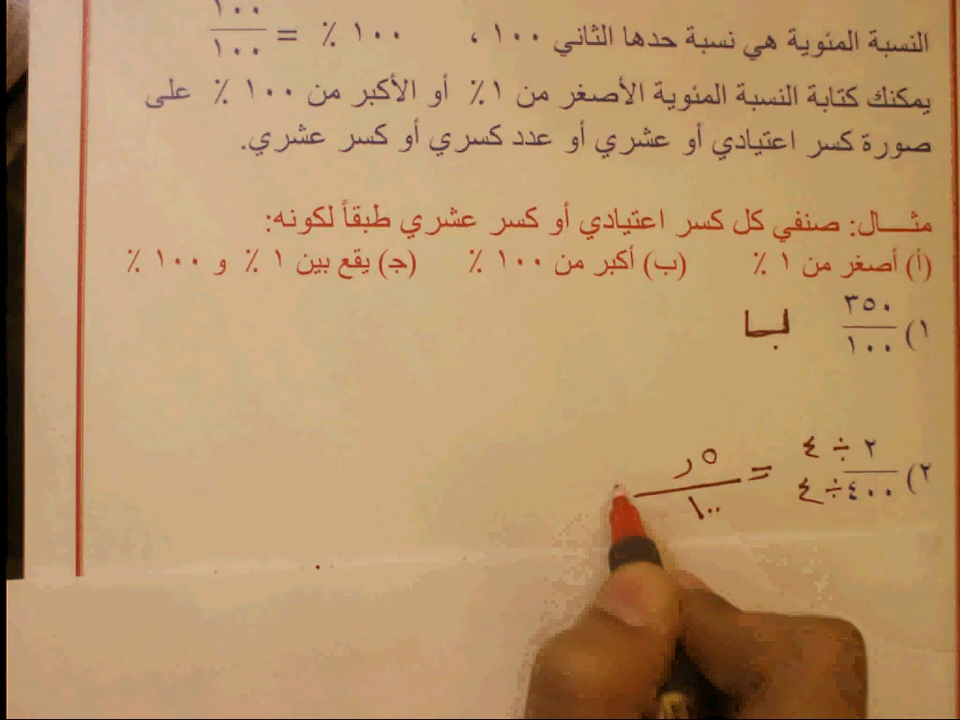 النسبة المئوية هي نسبة حدها الثاني ١٠٠ ، ١٠٠ ٪ = ١٠٠/١٠٠
يمكنك كتابة النسبة المئوية الأصغر من ١٪ أو الأكبر من ١٠٠ ٪ على
صورة كسر اعتيادي أو عشري أو عدد كسري أو كسر عشري.
مثـــال: صنفي كل كسر اعتيادي أو كسر عشري طبقاً لكونه:
(أ) أصغر من ١ ٪ (ب) أكبر من ١٠٠ ٪ (ج) يقع بين ١ ٪ و ١٠٠ ٪
١) ٣٥٠/١٠٠ ب
٢) ٢ ÷ ٤ / ٤٠٠ ÷ ٤ = ٥ر / ١٠٠